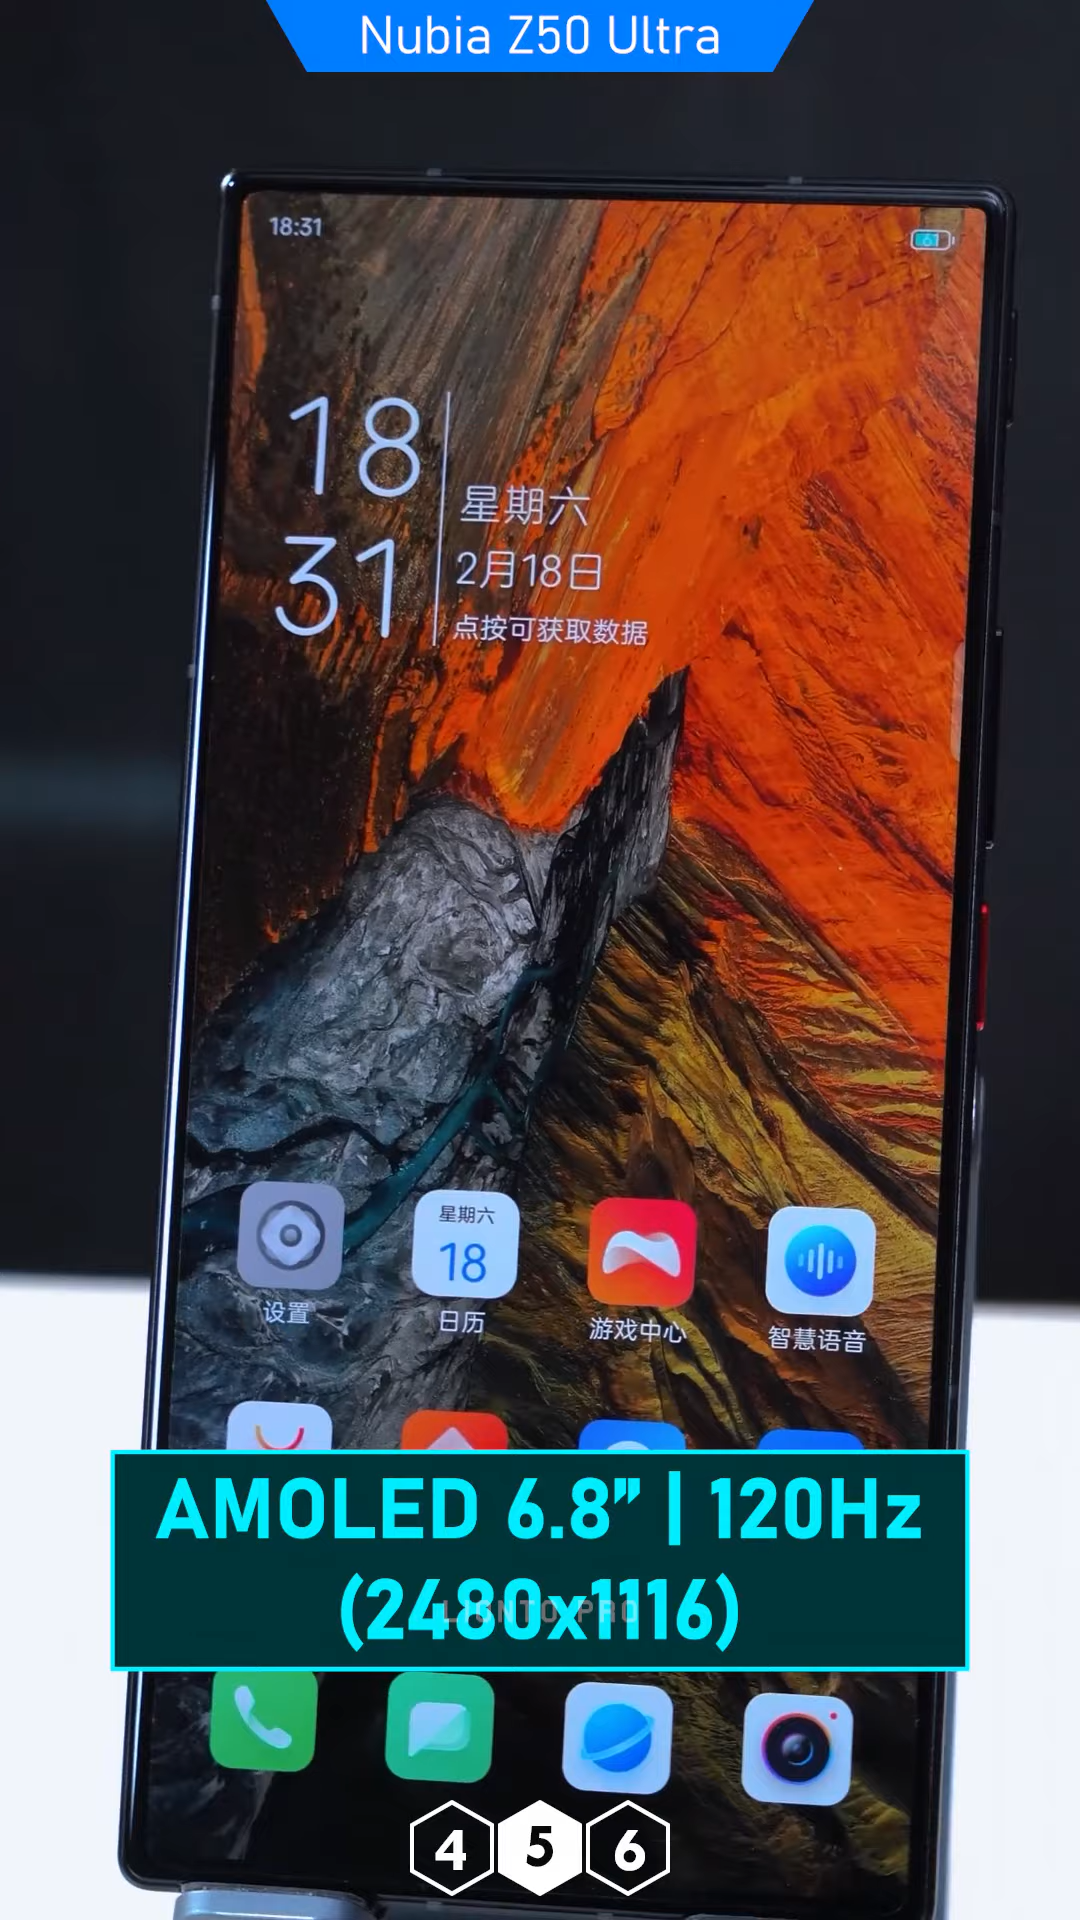 Nubia Z50 Ultra
18:31
61
18
31
星期六
2月18日
点按可获取数据
星期六
18
设置
日历
游戏中心
智慧语音
AMOLED 6.8” | 120Hz
(2480x1116)
4 5 6